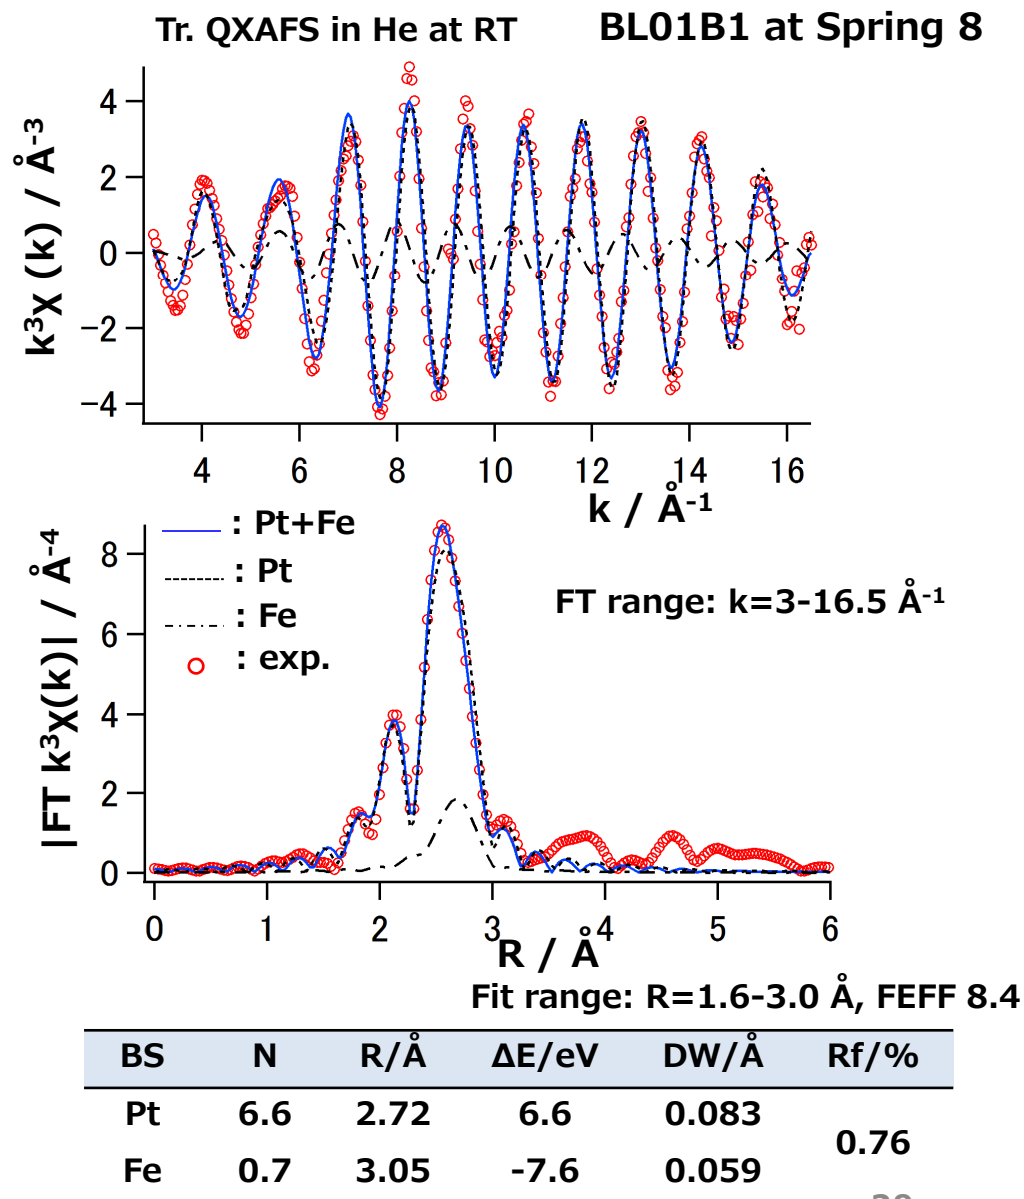 Tr. QXAFS in He at RT
BL01B1 at Spring 8
k³X (k) / Å⁻³
4
2
0
−2
−4
4 6 8 10 12 14 16
k / Å⁻¹
: Pt+Fe
: Pt
: Fe
: exp.
FT range: k=3-16.5 Å⁻¹
|FT k³χ(k)| / Å⁻⁴
8
6
4
2
0
0 1 2 3 4 5 6
R / Å
Fit range: R=1.6-3.0 Å, FEFF 8.4
BS N R/Å ΔE/eV DW/Å Rf/%
Pt 6.6 2.72 6.6 0.083
0.76
Fe 0.7 3.05 -7.6 0.059